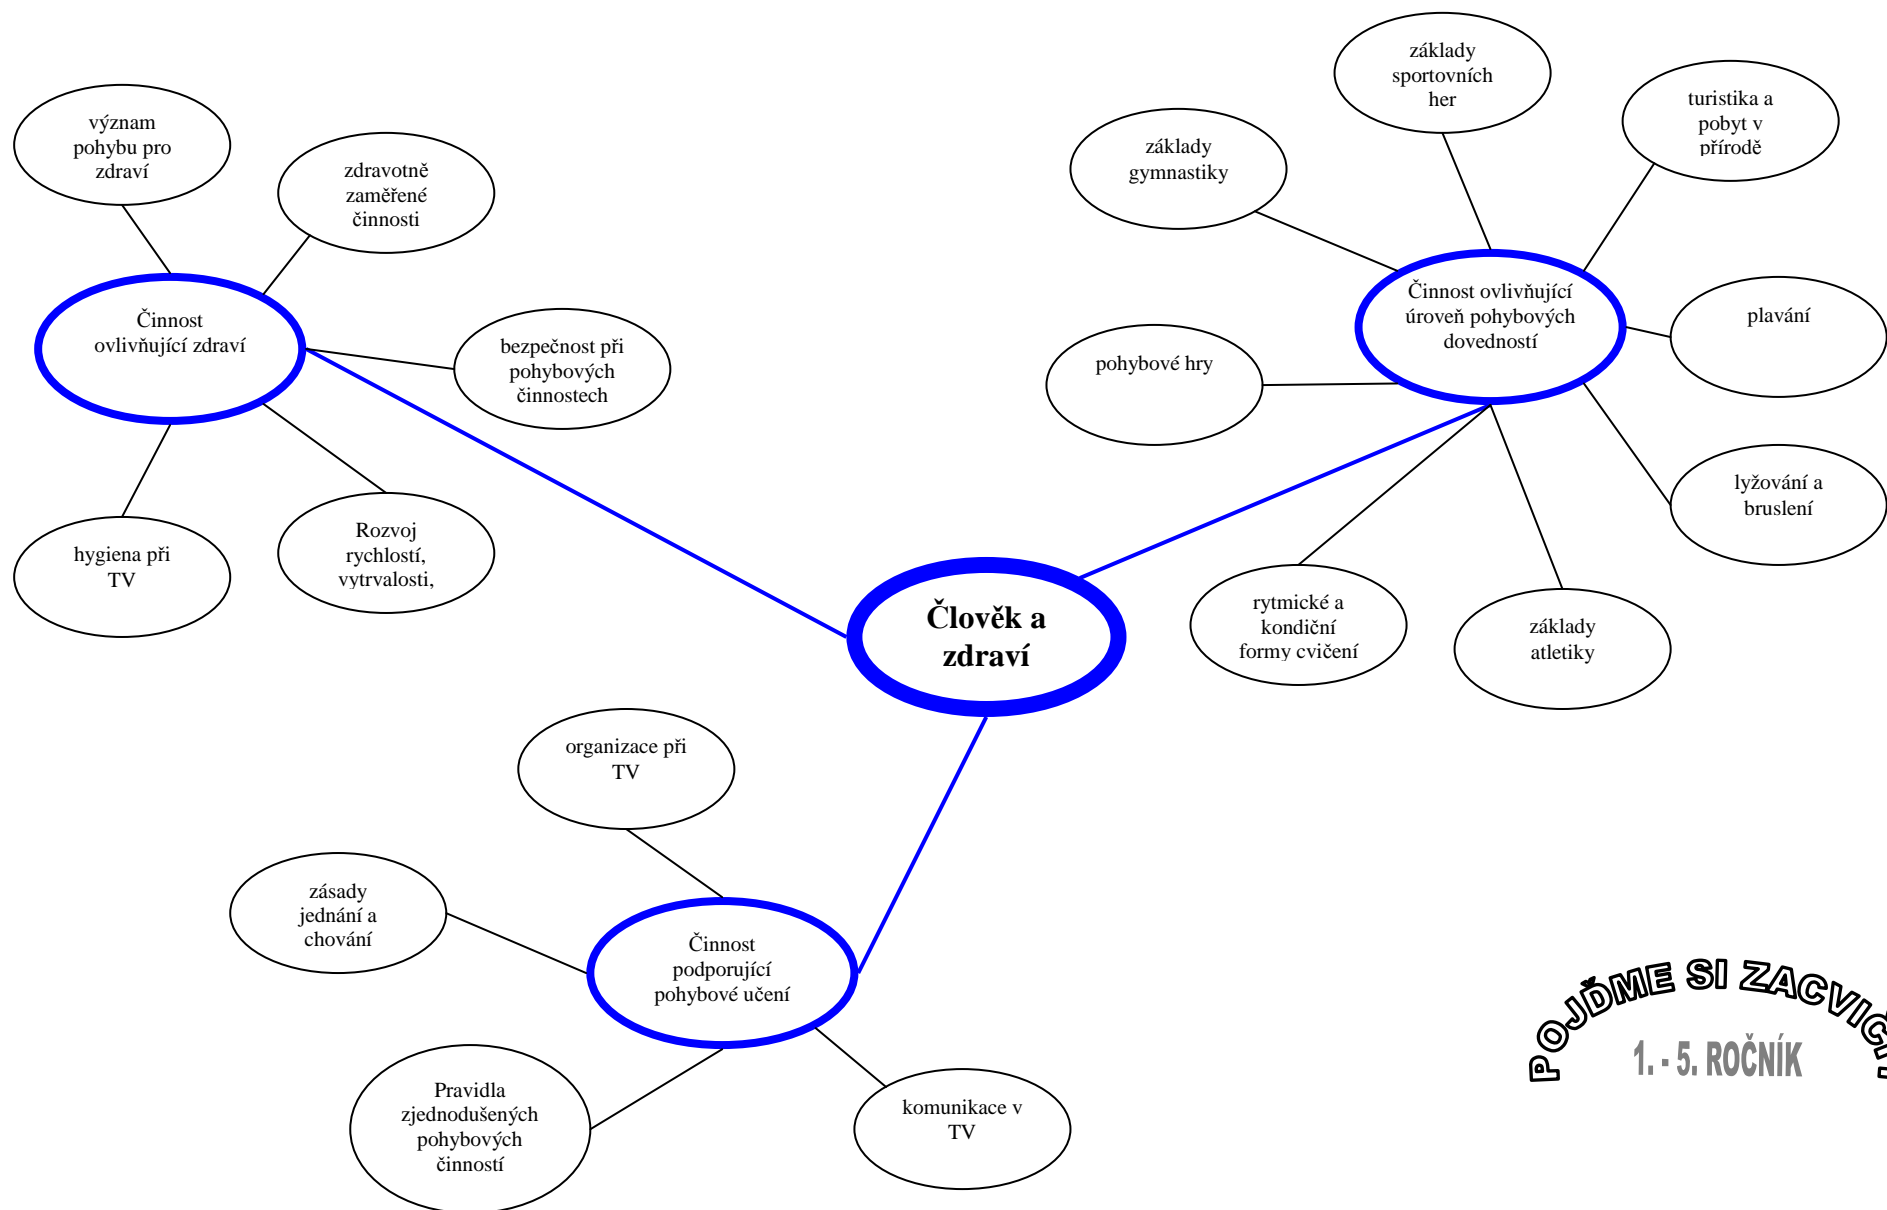 význam
pohybu pro
zdraví
zdravotně
zaměřené
činnosti
Činnost
ovlivňující zdraví
bezpečnost při
pohybových
činnostech
hygiena při
TV
Rozvoj
rychlostí,
vytrvalosti,
základy
sportovních
her
turistika a
pobyt v
přírodě
základy
gymnastiky
Činnost ovlivňující
úroveň pohybových
dovedností
plavání
pohybové hry
lyžování a
bruslení
rytmické a
kondiční
formy cvičení
základy
atletiky
Člověk a
zdraví
organizace při
TV
zásady
jednání a
chování
Činnost
podporující
pohybové učení
Pravidla
zjednodušených
pohybových
činností
komunikace v
TV
POJĎME SI ZACVIČIT
1. - 5. ROČNÍK